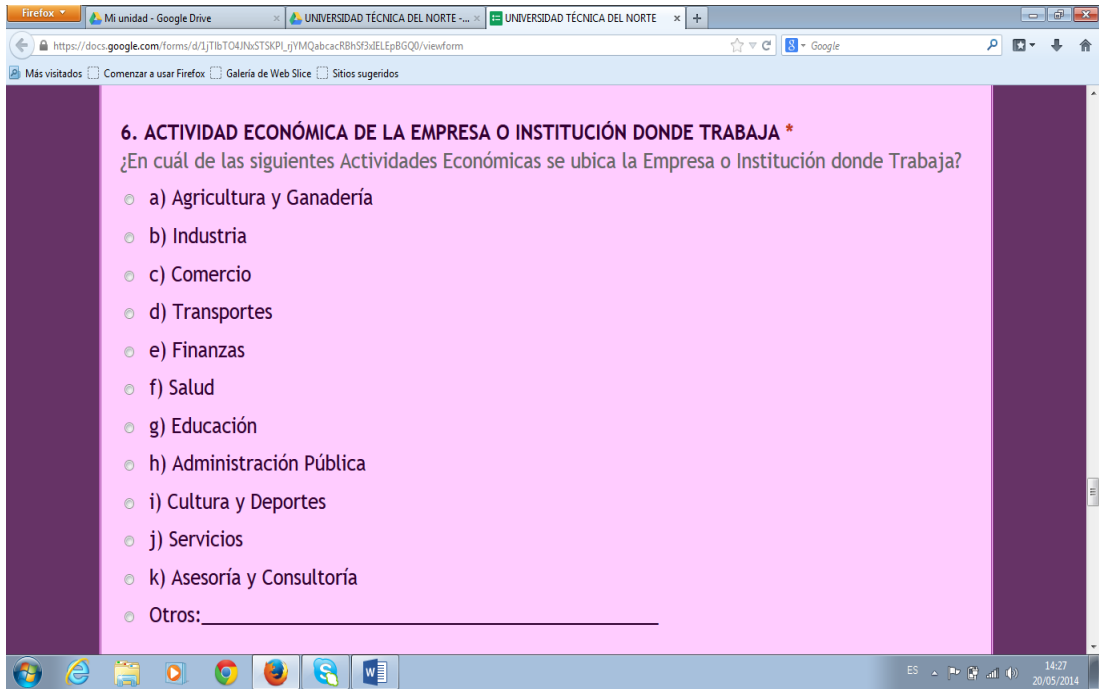 Firefox
Mi unidad - Google Drive
UNIVERSIDAD TÉCNICA DEL NORTE -...
UNIVERSIDAD TÉCNICA DEL NORTE
https://docs.google.com/forms/d/1jTIbTO4JNxSTSKPI_rjYMQabcacRBhSf3xIELEpBGQ0/viewform
Google
Más visitados Comenzar a usar Firefox Galería de Web Slice Sitios sugeridos
6. ACTIVIDAD ECONÓMICA DE LA EMPRESA O INSTITUCIÓN DONDE TRABAJA *
¿En cuál de las siguientes Actividades Económicas se ubica la Empresa o Institución donde Trabaja?
a) Agricultura y Ganadería
b) Industria
c) Comercio
d) Transportes
e) Finanzas
f) Salud
g) Educación
h) Administración Pública
i) Cultura y Deportes
j) Servicios
k) Asesoría y Consultoría
Otros:
ES
14:27
20/05/2014